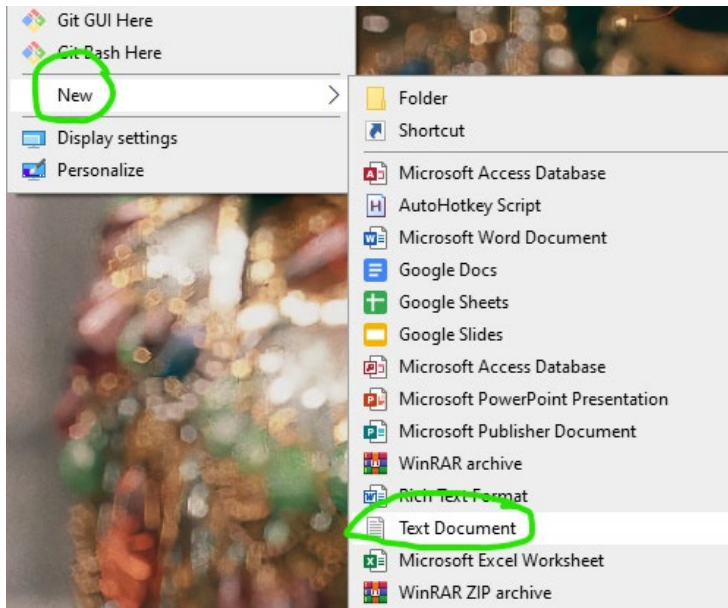 Git GUI Here
Git Bash Here
New
Display settings
Personalize
Folder
Shortcut
Microsoft Access Database
AutoHotkey Script
Microsoft Word Document
Google Docs
Google Sheets
Google Slides
Microsoft Access Database
Microsoft PowerPoint Presentation
Microsoft Publisher Document
WinRAR archive
Rich Text Format
Text Document
Microsoft Excel Worksheet
WinRAR ZIP archive